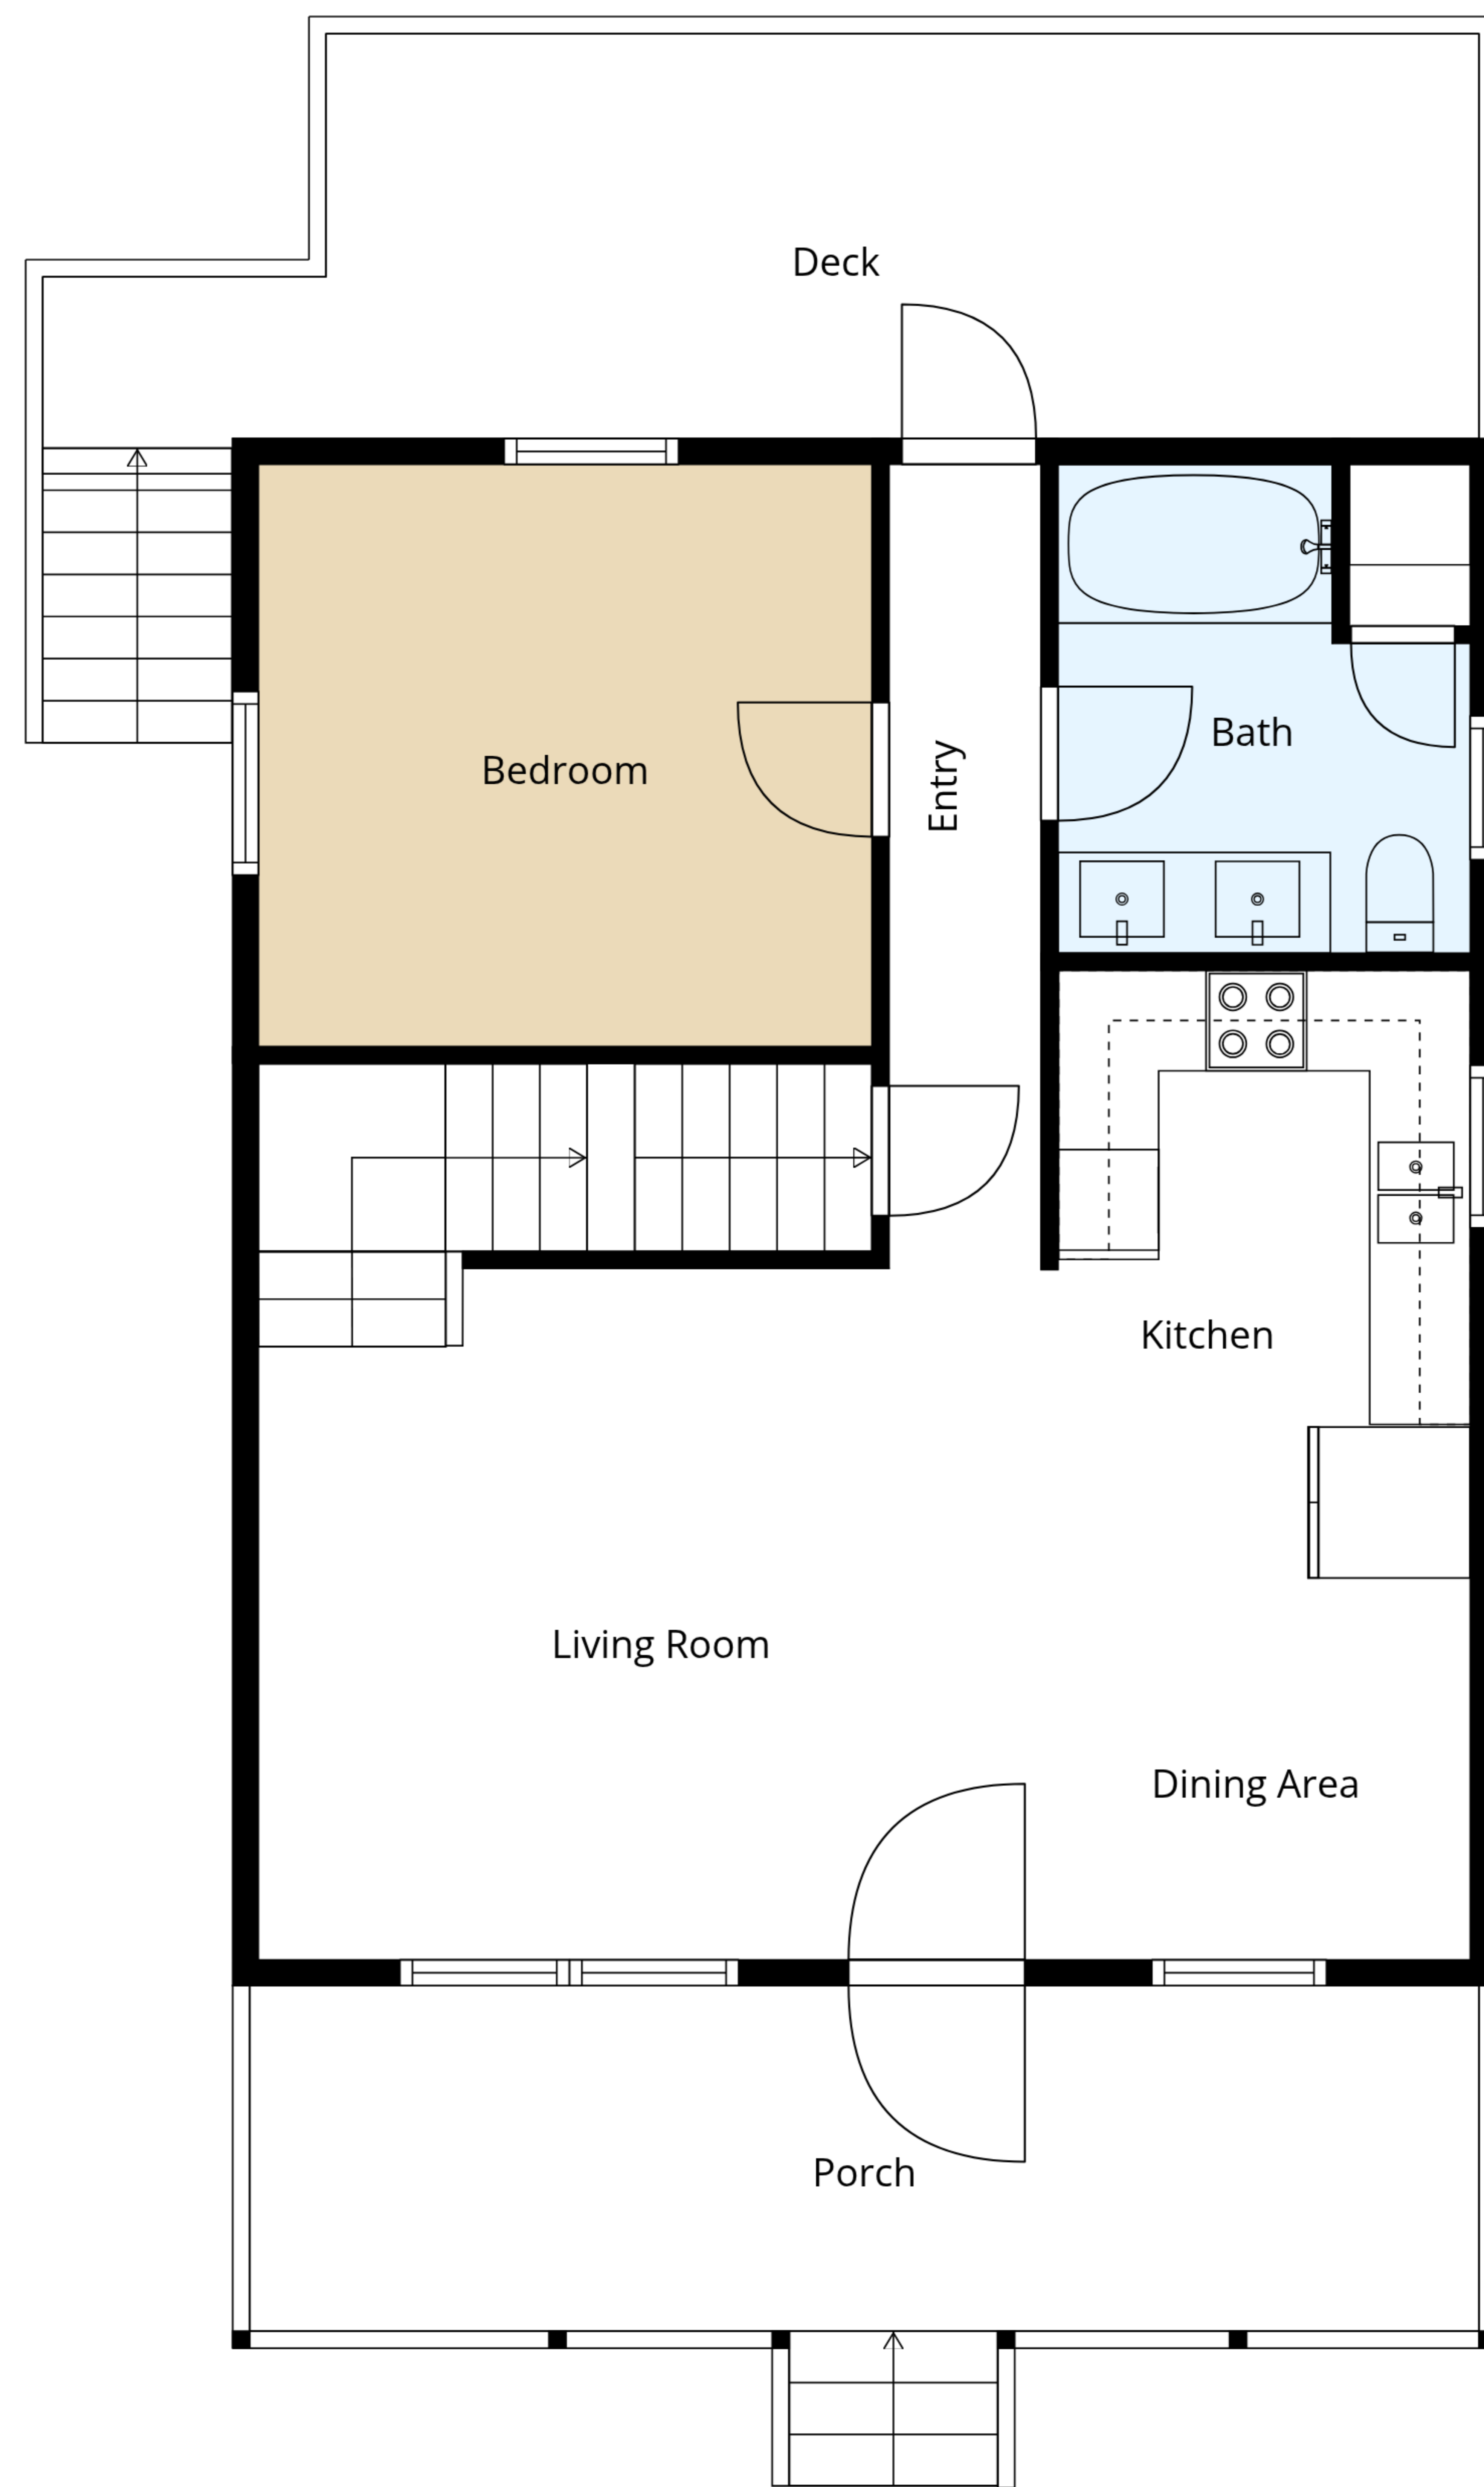 Deck
Bedroom
Entry
Bath
Kitchen
Living Room
Dining Area
Porch